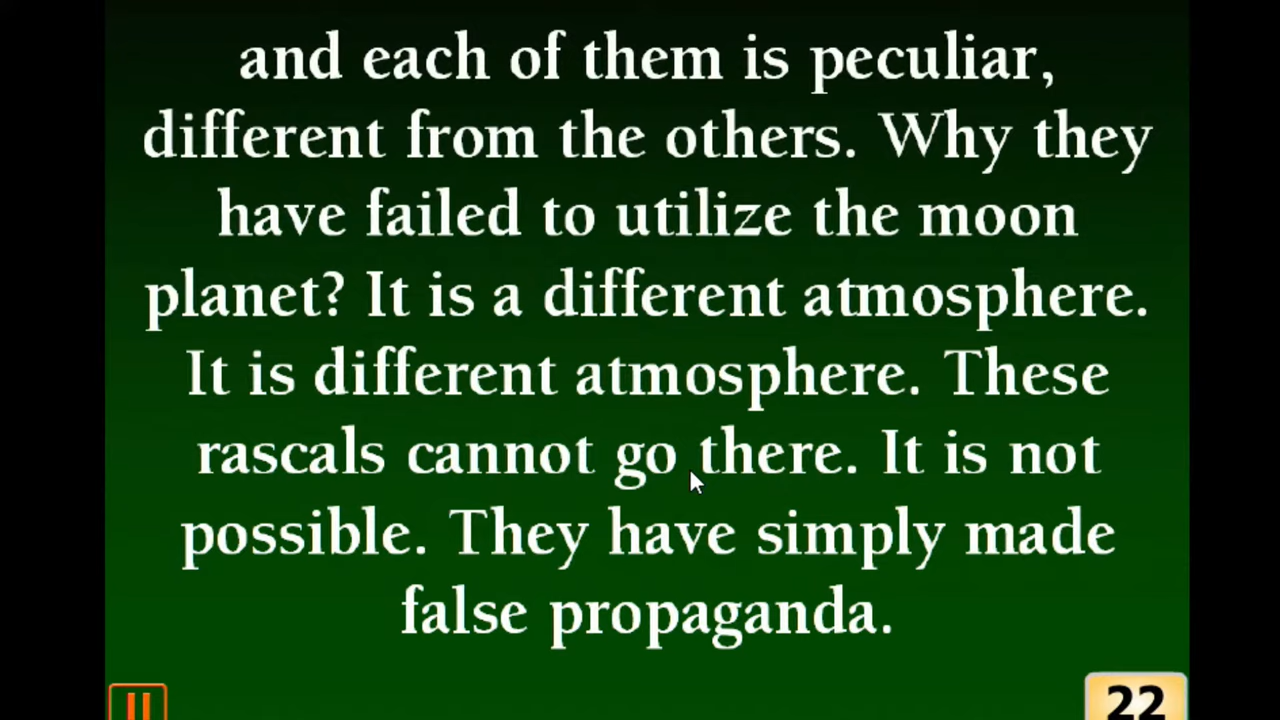 and each of them is peculiar,
different from the others. Why they
have failed to utilize the moon
planet? It is a different atmosphere.
It is different atmosphere. These
rascals cannot go there. It is not
possible. They have simply made
false propaganda.
22